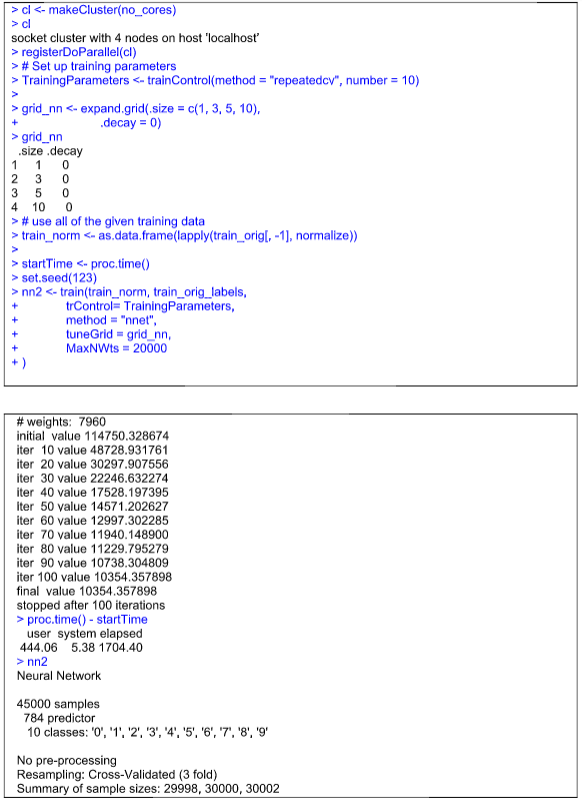 > cl <- makeCluster(no_cores)
> cl
socket cluster with 4 nodes on host 'localhost'
> registerDoParallel(cl)
> # Set up training parameters
> TrainingParameters <- trainControl(method = "repeatedcv", number = 10)
>
> grid_nn <- expand.grid(.size = c(1, 3, 5, 10),
+ .decay = 0)
> grid_nn
.size .decay
1 1 0
2 3 0
3 5 0
4 10 0
> # use all of the given training data
> train_norm <- as.data.frame(lapply(train_orig[, -1], normalize))
>
> startTime <- proc.time()
> set.seed(123)
> nn2 <- train(train_norm, train_orig_labels,
+ trControl= TrainingParameters,
+ method = "nnet",
+ tuneGrid = grid_nn,
+ MaxNWts = 20000
+ )
# weights: 7960
initial value 114750.328674
iter 10 value 48728.931761
iter 20 value 30297.907556
iter 30 value 22246.632274
iter 40 value 17528.197395
iter 50 value 14571.202627
iter 60 value 12997.302285
iter 70 value 11940.148900
iter 80 value 11229.795279
iter 90 value 10738.304809
iter 100 value 10354.357898
final value 10354.357898
stopped after 100 iterations
> proc.time() - startTime
user system elapsed
444.06 5.38 1704.40
> nn2
Neural Network
45000 samples
784 predictor
10 classes: '0', '1', '2', '3', '4', '5', '6', '7', '8', '9'
No pre-processing
Resampling: Cross-Validated (3 fold)
Summary of sample sizes: 29998, 30000, 30002